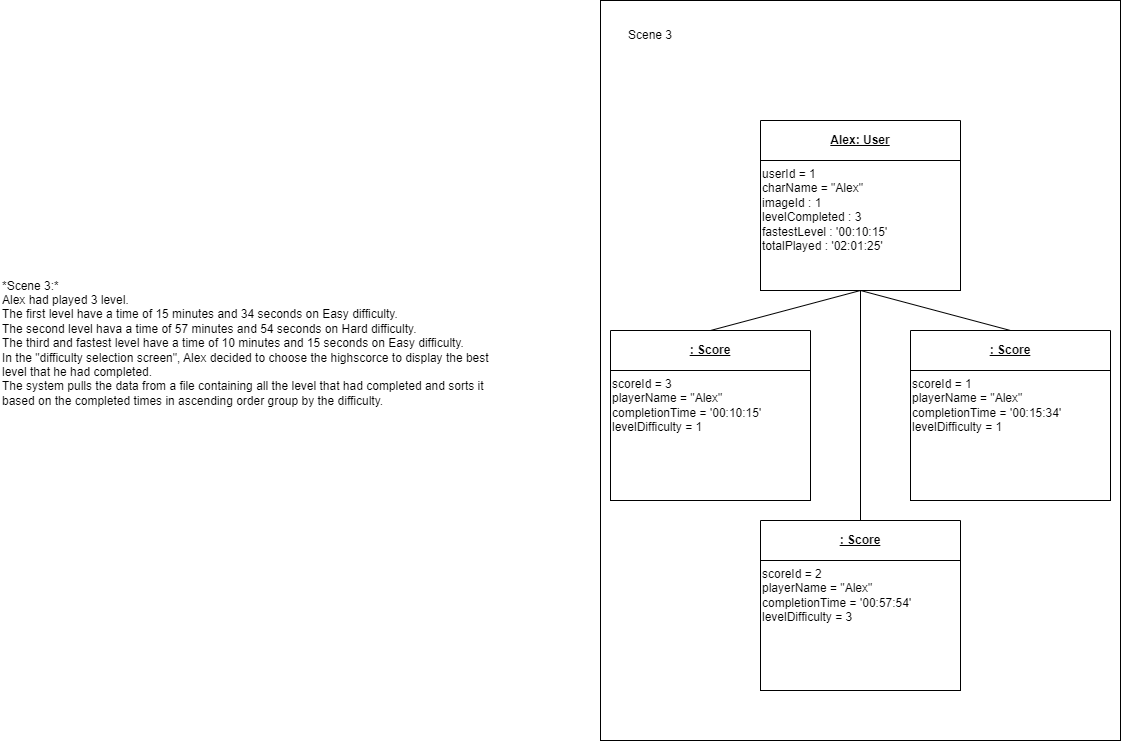 *Scene 3:*
Alex had played 3 level.
The first level have a time of 15 minutes and 34 seconds on Easy difficulty.
The second level hava a time of 57 minutes and 54 seconds on Hard difficulty.
The third and fastest level have a time of 10 minutes and 15 seconds on Easy difficulty.
In the "difficulty selection screen", Alex decided to choose the highscorce to display the best
level that he had completed.
The system pulls the data from a file containing all the level that had completed and sorts it
based on the completed times in ascending order group by the difficulty.
Scene 3
Alex: User
userId = 1
charName = "Alex"
imageId : 1
levelCompleted : 3
fastestLevel : '00:10:15'
totalPlayed : '02:01:25'
: Score
scoreId = 3
playerName = "Alex"
completionTime = '00:10:15'
levelDifficulty = 1
: Score
scoreId = 1
playerName = "Alex"
completionTime = '00:15:34'
levelDifficulty = 1
: Score
scoreId = 2
playerName = "Alex"
completionTime = '00:57:54'
levelDifficulty = 3